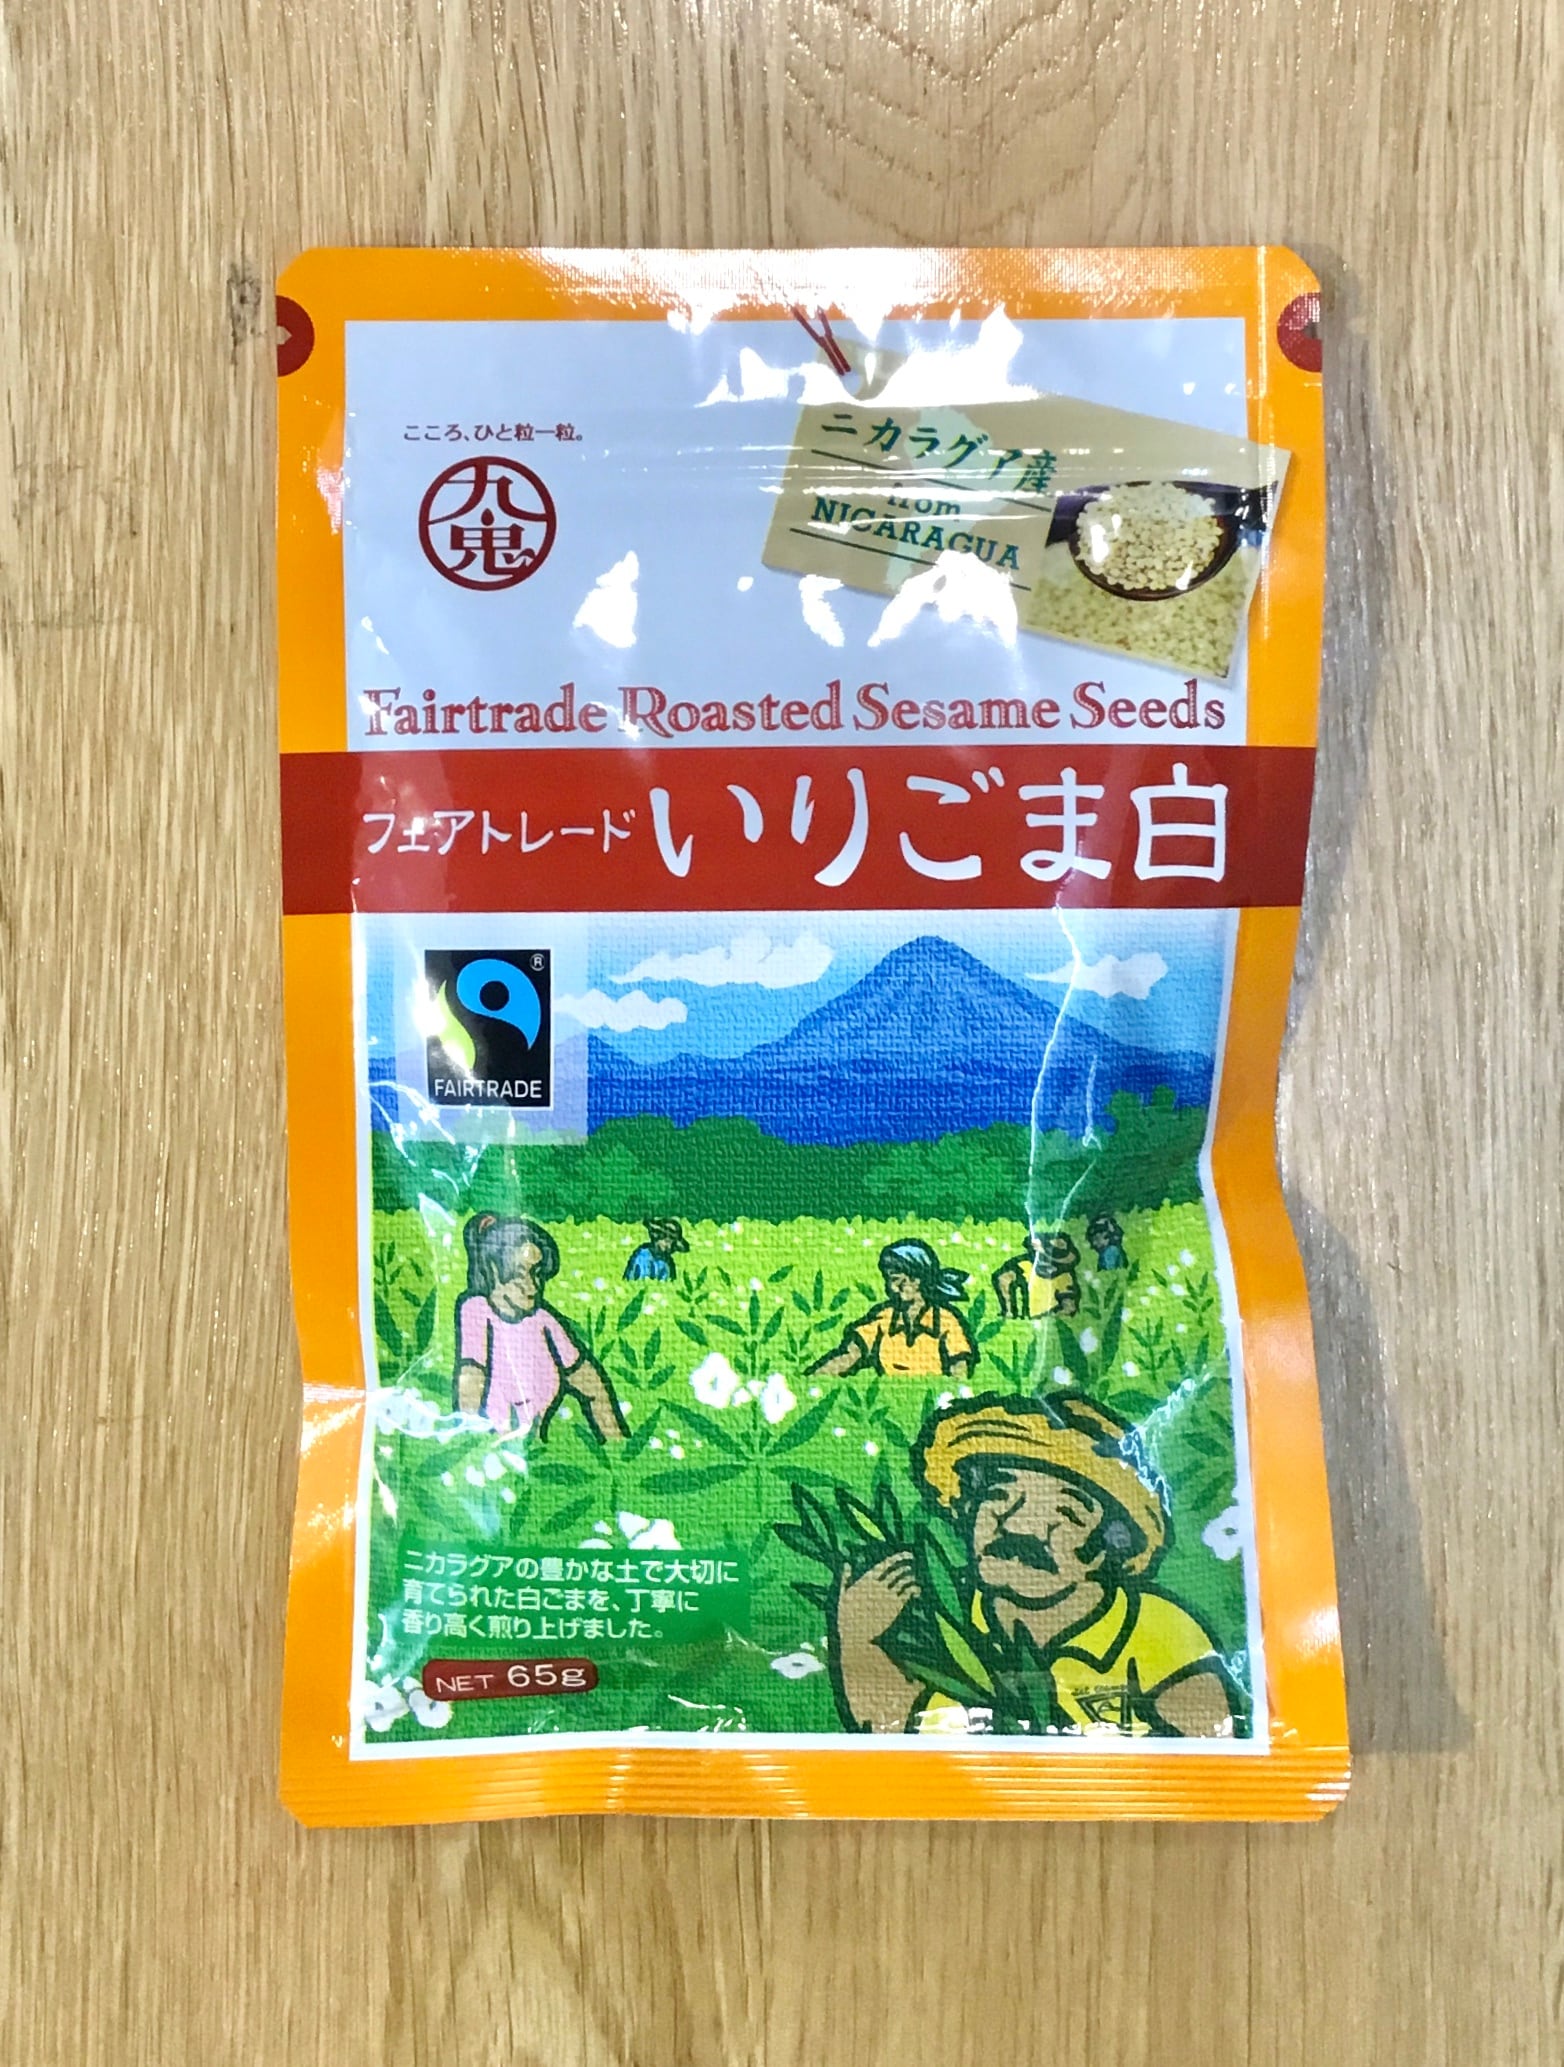 こころ、ひと粒一粒。
九鬼
ニカラグア産
from
NICARAGUA
Fairtrade Roasted Sesame Seeds
フェアトレード いりごま白
®
FAIRTRADE
ニカラグアの豊かな土で大切に
育てられた白ごまを、丁寧に
香り高く煎り上げました。
NET 65g